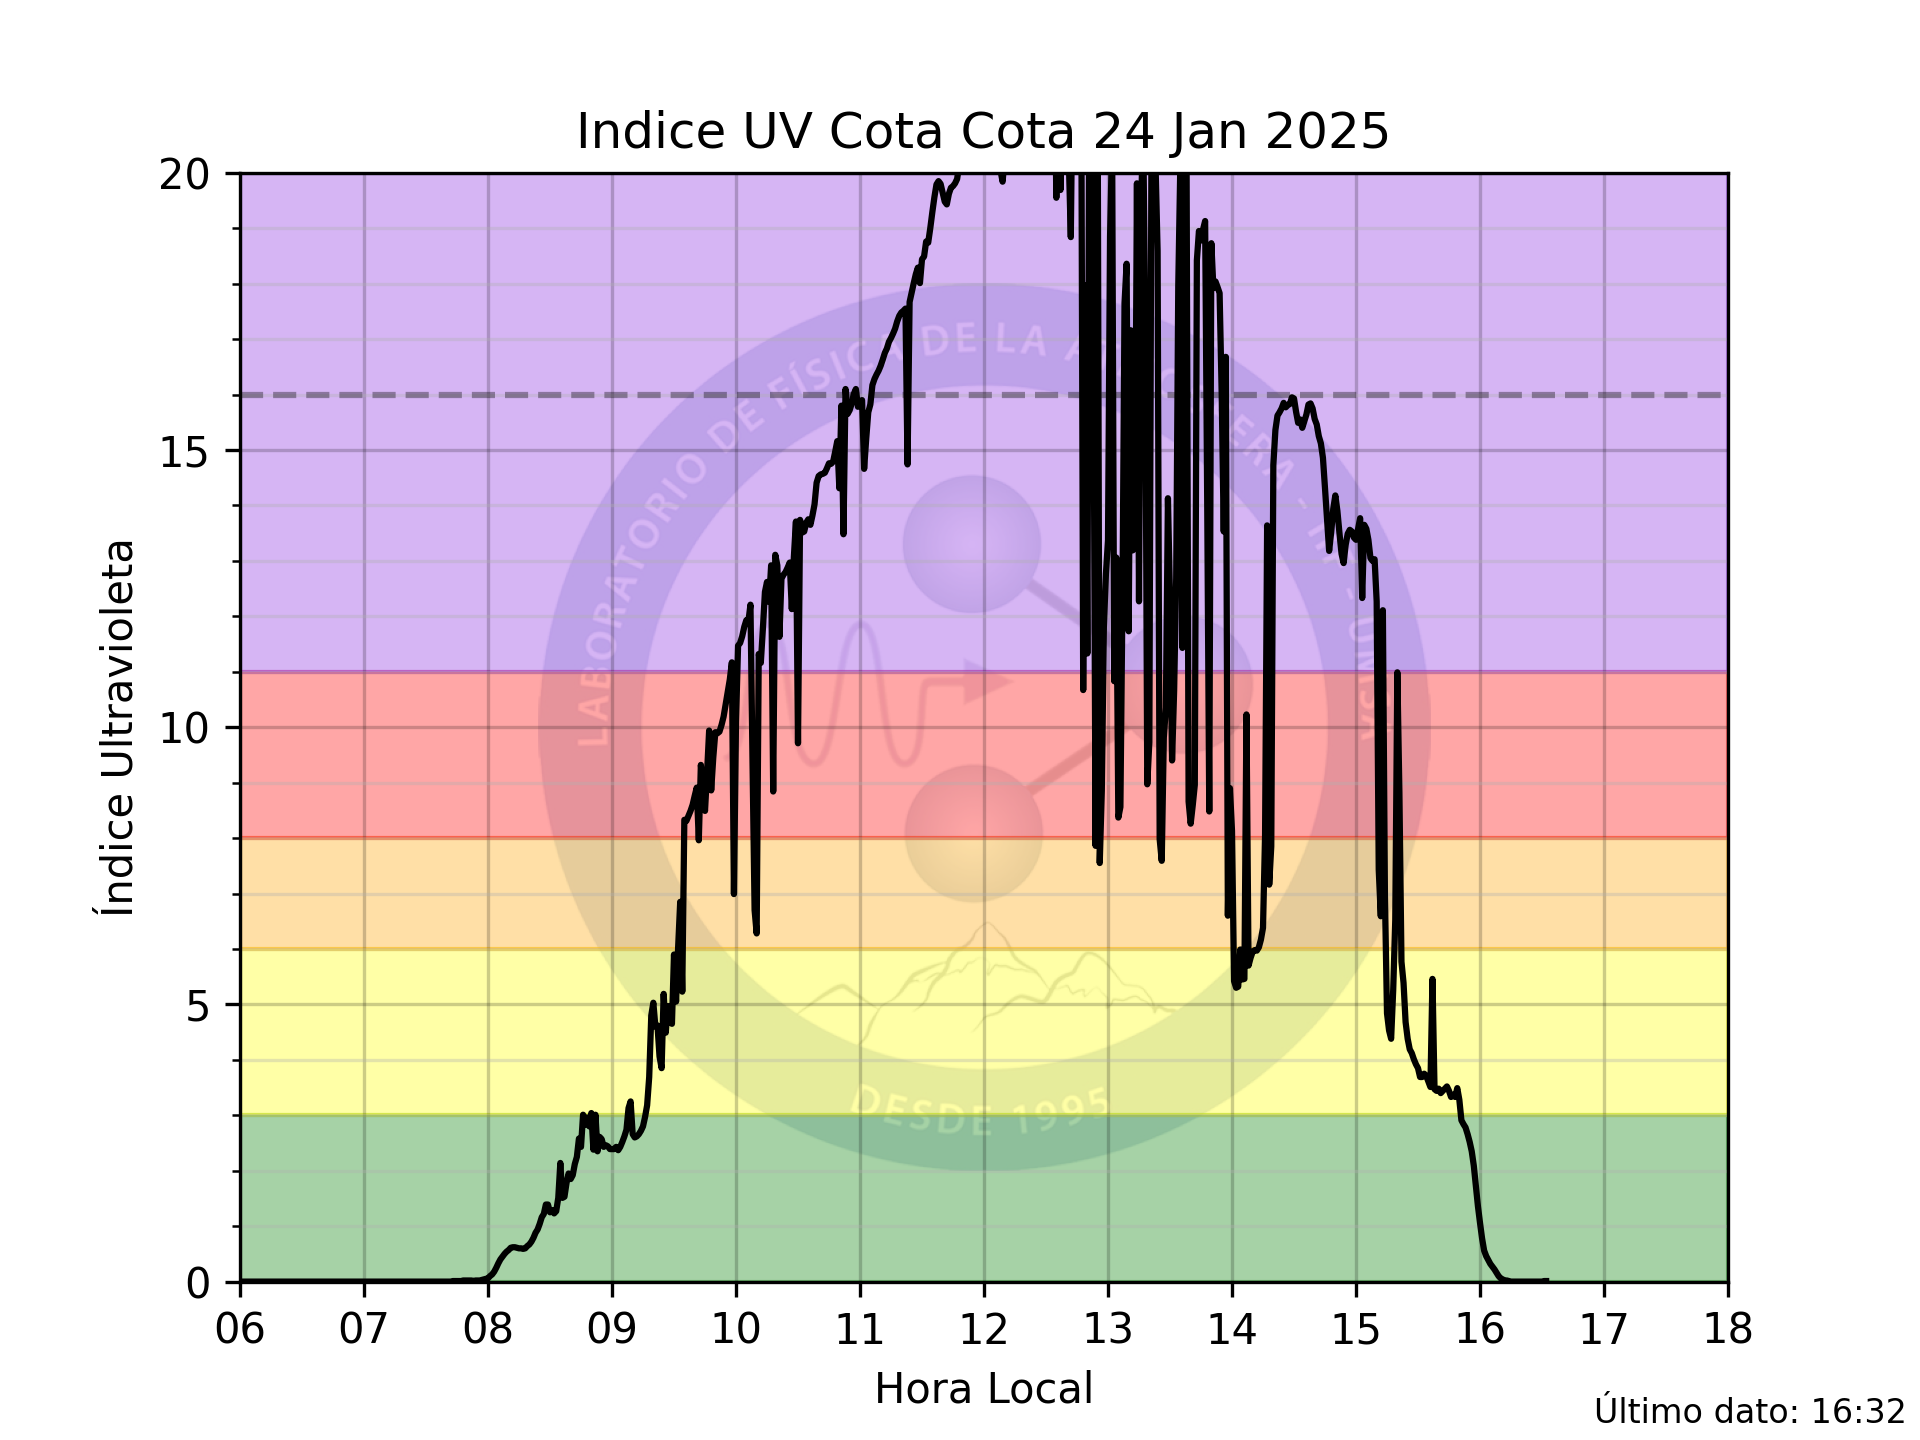 Indice UV Cota Cota 24 Jan 2025
20
15
10
5
0
Índice Ultravioleta
06 07 08 09 10 11 12 13 14 15 16 17 18
Hora Local
Último dato: 16:32
LABORATORIO DE FÍSICA DE LA
UMSA
DESDE 1995